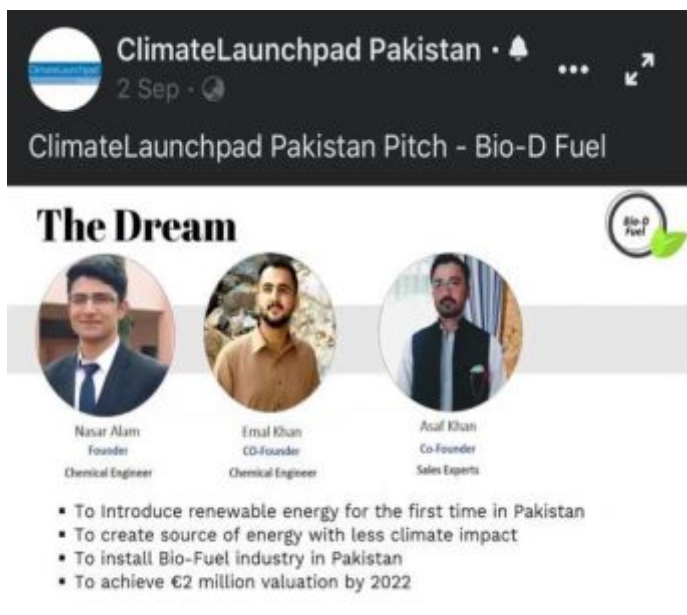 ClimateLaunchpad Pakistan ·
2 Sep ·
ClimateLaunchpad Pakistan Pitch - Bio-D Fuel
The Dream
Bio-D
Fuel
Nasar Alam
Founder
Chemical Engineer
Emal Khan
CO-Founder
Chemical Engineer
Asaf Khan
Co-Founder
Sales Experts
▪ To Introduce renewable energy for the first time in Pakistan
▪ To create source of energy with less climate impact
▪ To install Bio-Fuel industry in Pakistan
▪ To achieve €2 million valuation by 2022